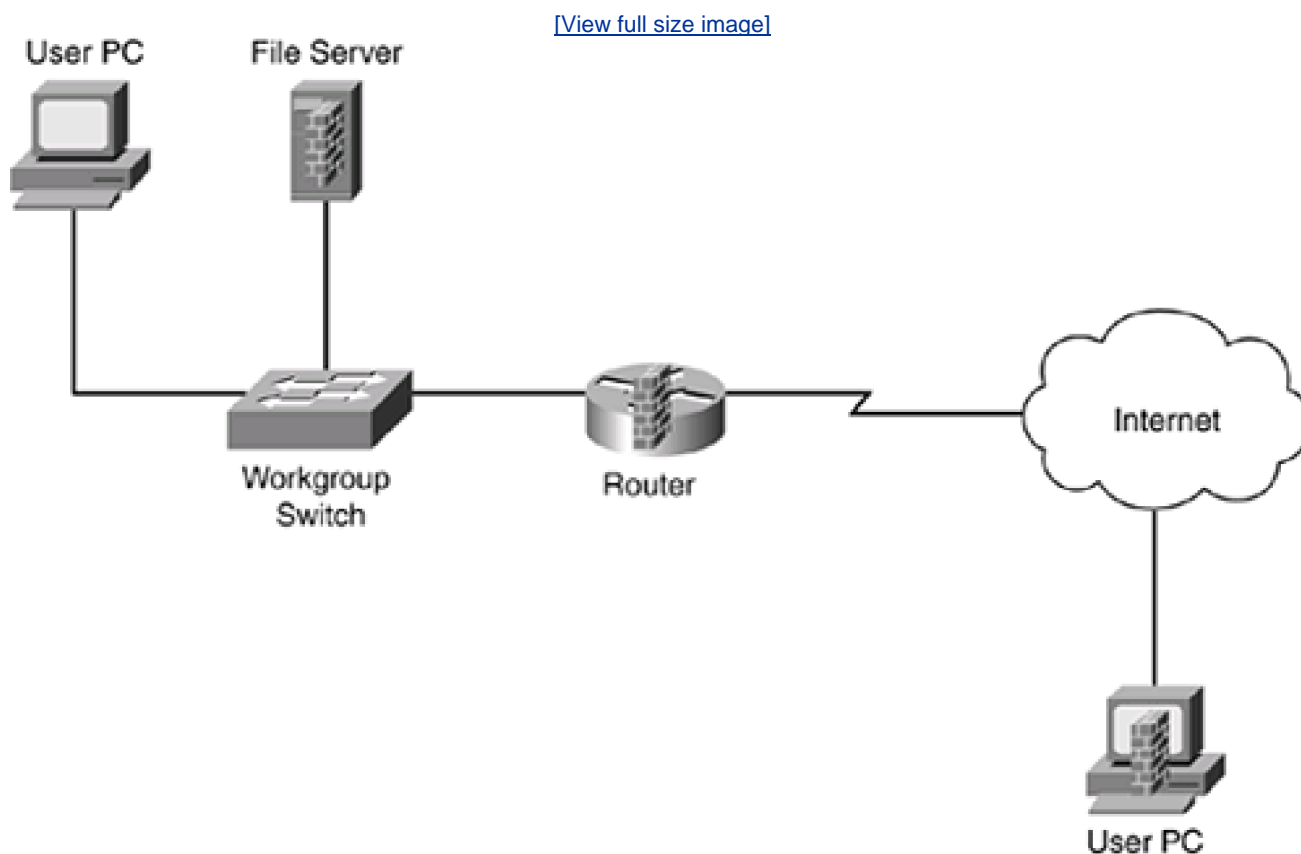 [View full size image]
User PC
File Server
Workgroup
Switch
Router
Internet
User PC